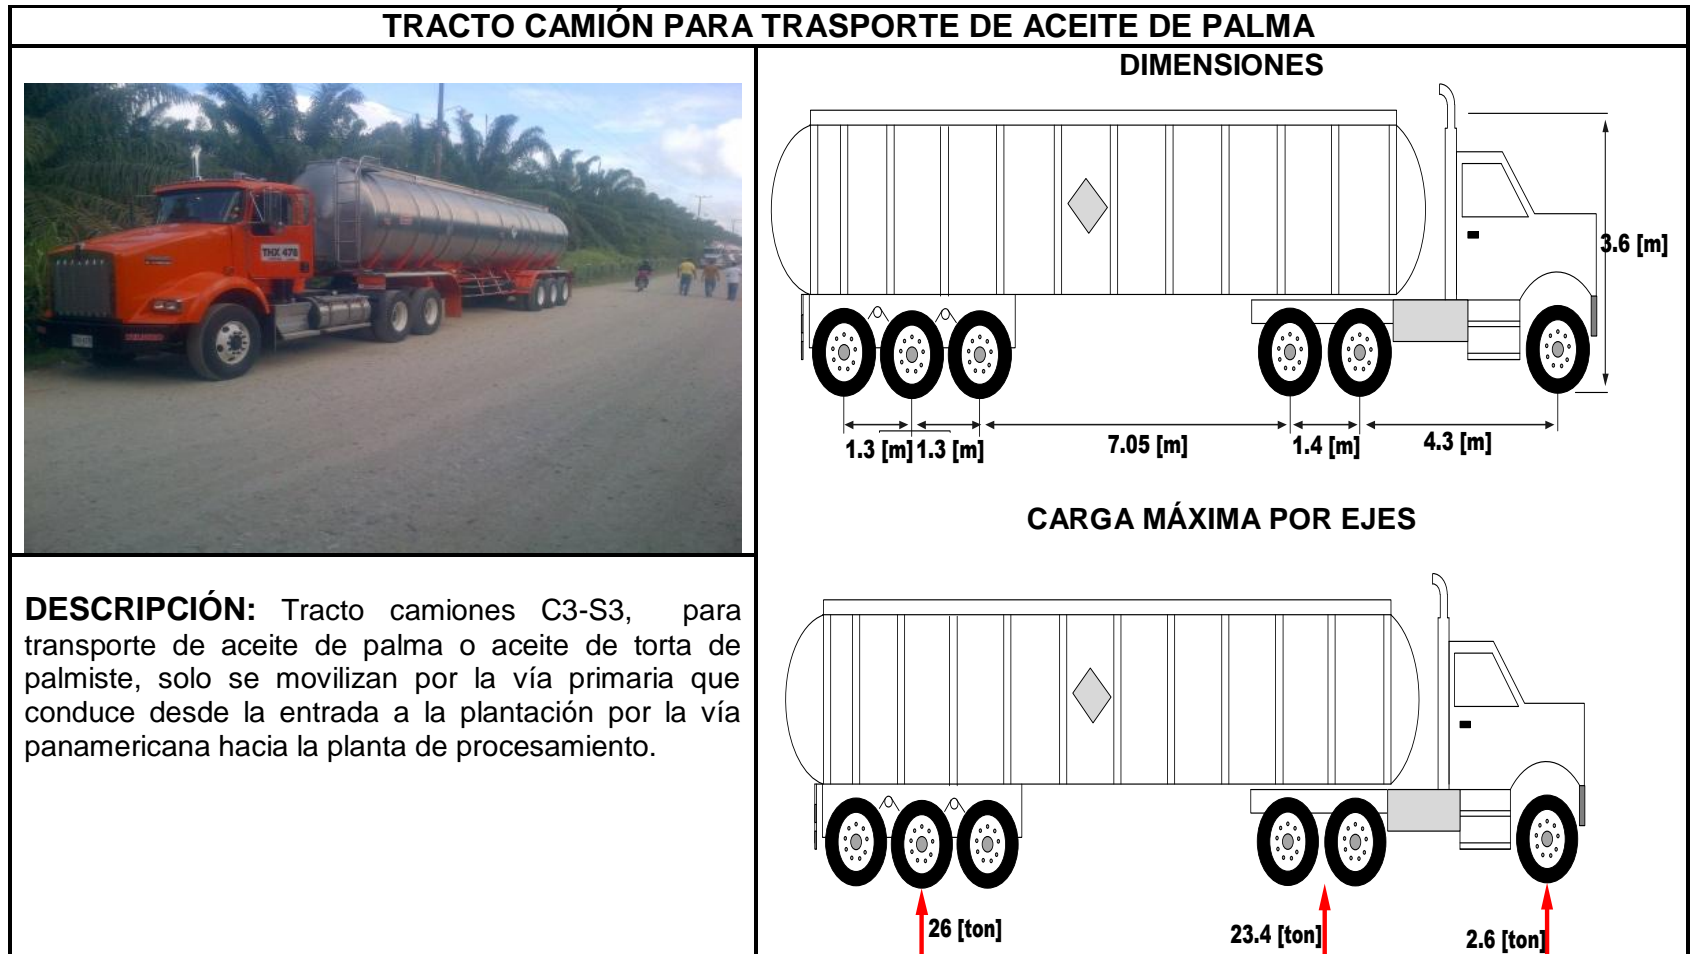 TRACTO CAMIÓN PARA TRASPORTE DE ACEITE DE PALMA
THX 478
DESCRIPCIÓN: Tracto camiones C3-S3, para
transporte de aceite de palma o aceite de torta de
palmiste, solo se movilizan por la vía primaria que
conduce desde la entrada a la plantación por la vía
panamericana hacia la planta de procesamiento.
DIMENSIONES
3.6 [m]
1.3 [m] 1.3 [m] 7.05 [m] 1.4 [m] 4.3 [m]
CARGA MÁXIMA POR EJES
26 [ton] 23.4 [ton] 2.6 [ton]